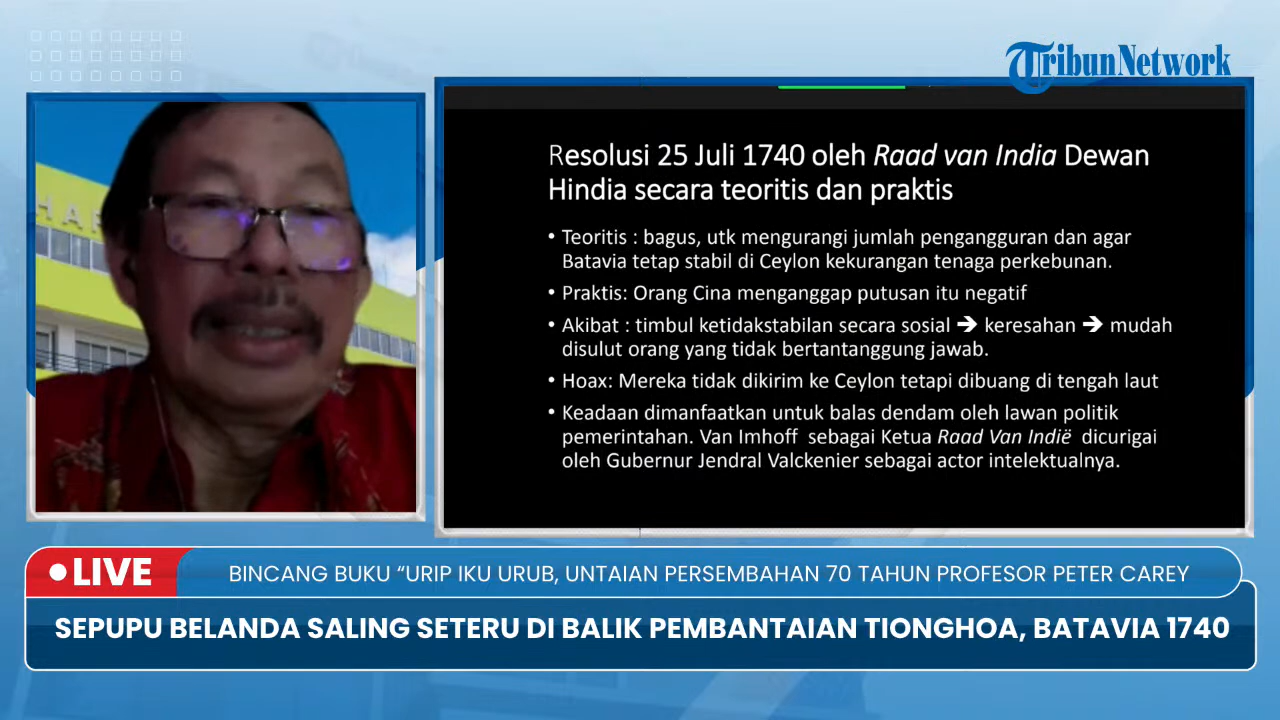 TribunNetwork
HAR
Resolusi 25 Juli 1740 oleh Raad van India Dewan
Hindia secara teoritis dan praktis
• Teoritis : bagus, utk mengurangi jumlah pengangguran dan agar
Batavia tetap stabil di Ceylon kekurangan tenaga perkebunan.
• Praktis: Orang Cina menganggap putusan itu negatif
• Akibat : timbul ketidakstabilan secara sosial ➔ keresahan ➔ mudah
disulut orang yang tidak bertantanggung jawab.
• Hoax: Mereka tidak dikirim ke Ceylon tetapi dibuang di tengah laut
• Keadaan dimanfaatkan untuk balas dendam oleh lawan politik
pemerintahan. Van Imhoff sebagai Ketua Raad Van Indië dicurigai
oleh Gubernur Jendral Valckenier sebagai actor intelektualnya.
LIVE
BINCANG BUKU “URIP IKU URUB, UNTAIAN PERSEMBAHAN 70 TAHUN PROFESOR PETER CAREY
SEPUPU BELANDA SALING SETERU DI BALIK PEMBANTAIAN TIONGHOA, BATAVIA 1740